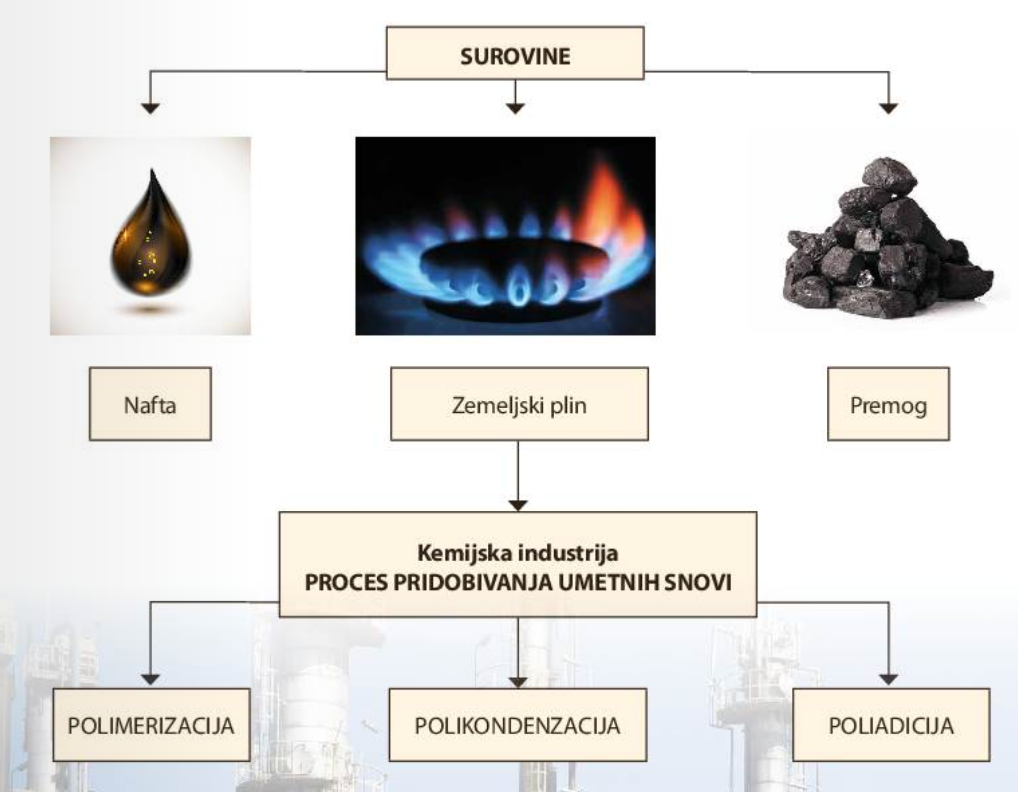 SUROVINE
Nafta
Zemeljski plin
Premog
Kemijska industrija
PROCES PRIDOBIVANJA UMETNIH SNOVI
POLIMERIZACIJA
POLIKONDENZACIJA
POLIADICIJA